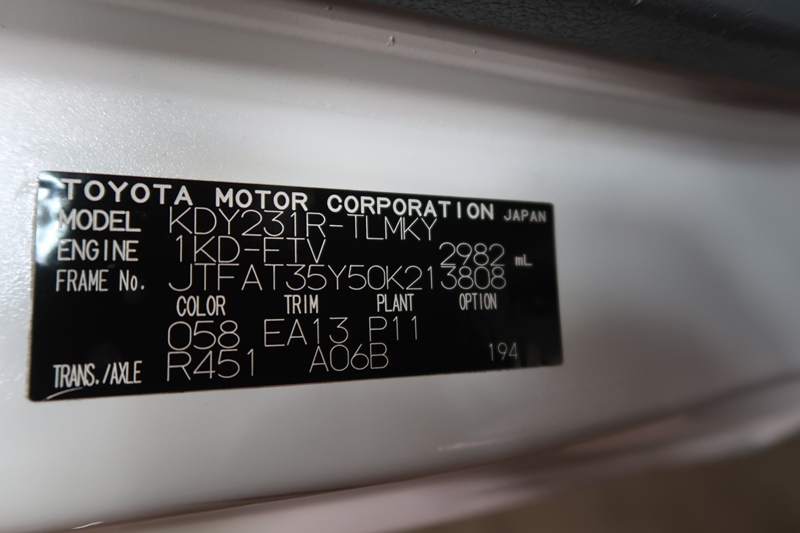 TOYOTA MOTOR CORPORATION JAPAN
MODEL KDY231R-TLMKY
ENGINE 1KD-FTV 2982 mL
FRAME No. JTFAT35Y50K213808
COLOR TRIM PLANT OPTION
058 EA13 P11
TRANS./AXLE R451 A06B 194